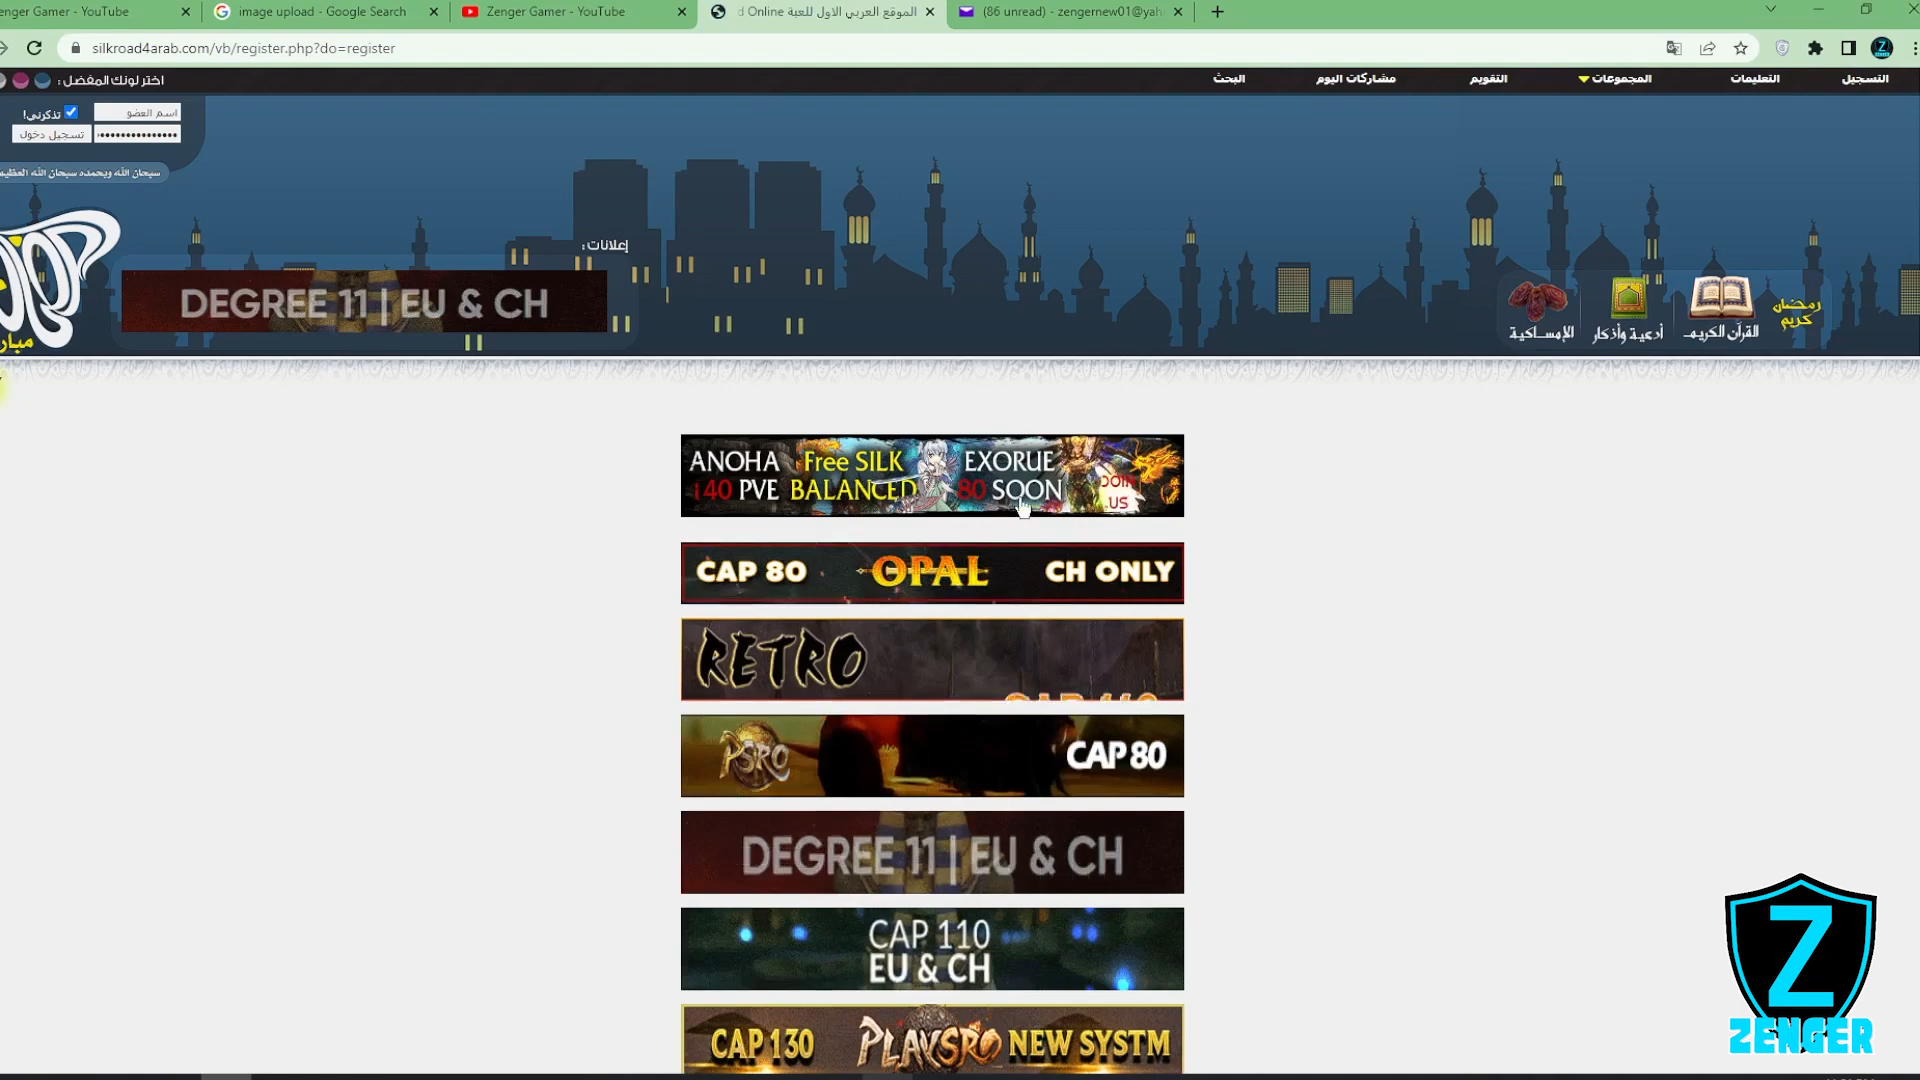 enger Gamer - YouTube
image upload - Google Search
Zenger Gamer - YouTube
الموقع العربي الاول للعبة d Online
(86 unread) - zengernew01@yah
silkroad4arab.com/vb/register.php?do=register
التسجيل
التعليمات
المجموعات
التقويم
مشاركات اليوم
البحث
اختر لونك المفضل :
اسم العضو
تذكرني!
تسجيل دخول
سبحان الله وبحمده سبحان الله العظيم
إعلانات :
DEGREE 11 | EU & CH
رمضان
كريم
القرآن الكريم
أدعية وأذكار
الإمساكية
مبار
ANOHA Free SILK EXORUE
140 PVE BALANCED 80 SOON
JOIN
US
CAP 80 OPAL CH ONLY
RETRO
PSRO CAP 80
DEGREE 11 | EU & CH
CAP 110
EU & CH
CAP 130 PLAYSRO NEW SYSTM
Z
ZENGER